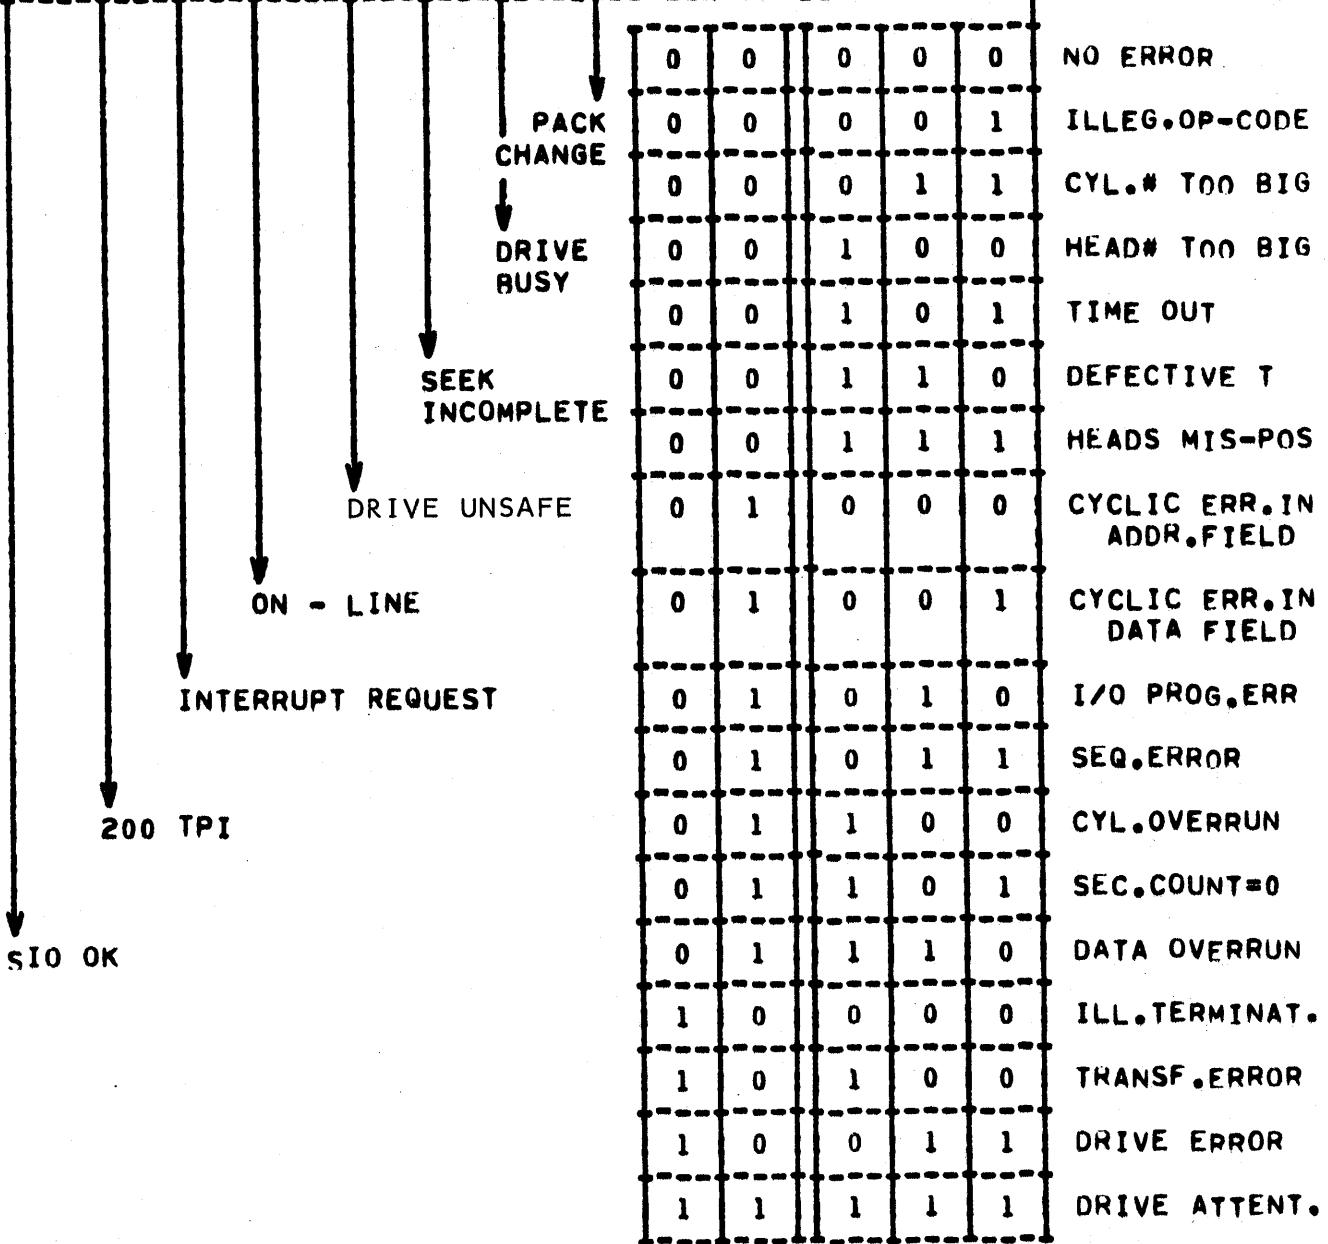 0 0 0 0 0 NO ERROR
PACK
CHANGE
0 0 0 0 1 ILLEG.OP-CODE
0 0 0 1 1 CYL.# TOO BIG
DRIVE
BUSY
0 0 1 0 0 HEAD# TOO BIG
0 0 1 0 1 TIME OUT
SEEK
INCOMPLETE
0 0 1 1 0 DEFECTIVE T
0 0 1 1 1 HEADS MIS-POS
DRIVE UNSAFE
0 1 0 0 0 CYCLIC ERR.IN
ADDR.FIELD
ON - LINE
0 1 0 0 1 CYCLIC ERR.IN
DATA FIELD
INTERRUPT REQUEST
0 1 0 1 0 I/O PROG.ERR
0 1 0 1 1 SEQ.ERROR
200 TPI
0 1 1 0 0 CYL.OVERRUN
0 1 1 0 1 SEC.COUNT=0
SIO OK
0 1 1 1 0 DATA OVERRUN
1 0 0 0 0 ILL.TERMINAT.
1 0 1 0 0 TRANSF.ERROR
1 0 0 1 1 DRIVE ERROR
1 1 1 1 1 DRIVE ATTENT.